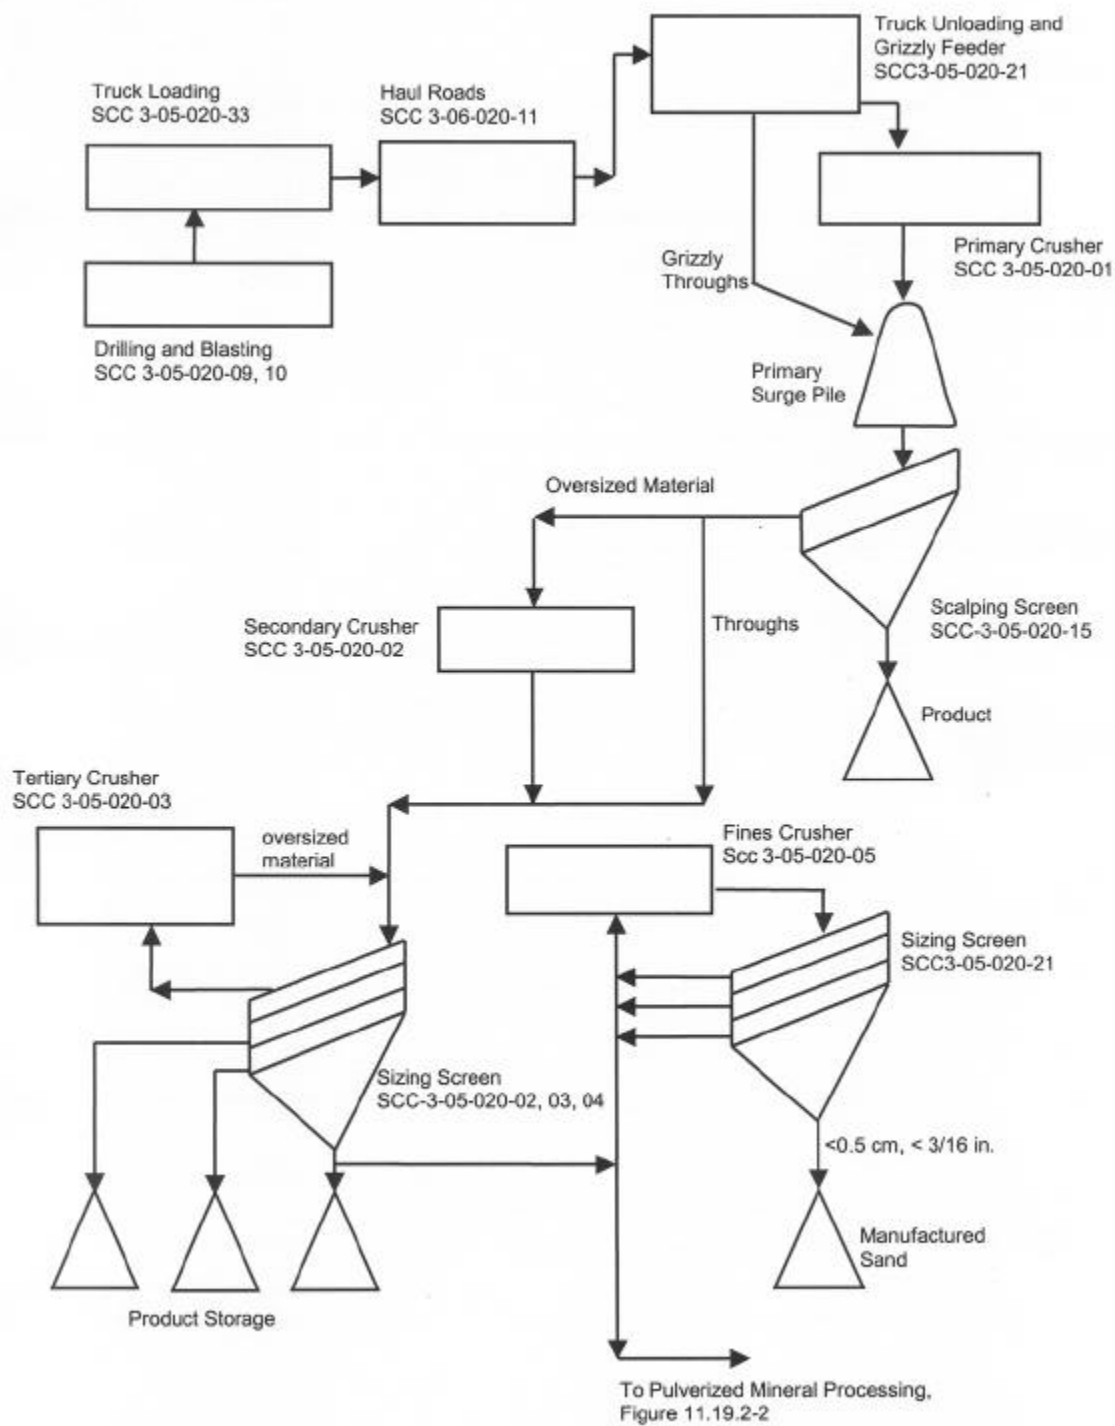 Truck Unloading and
Grizzly Feeder
SCC3-05-020-21
Truck Loading
SCC 3-05-020-33
Haul Roads
SCC 3-06-020-11
Primary Crusher
SCC 3-05-020-01
Grizzly
Throughs
Drilling and Blasting
SCC 3-05-020-09, 10
Primary
Surge Pile
Oversized Material
Scalping Screen
SCC-3-05-020-15
Secondary Crusher
SCC 3-05-020-02
Throughs
Product
Tertiary Crusher
SCC 3-05-020-03
oversized
material
Fines Crusher
Scc 3-05-020-05
Sizing Screen
SCC3-05-020-21
Sizing Screen
SCC-3-05-020-02, 03, 04
<0.5 cm, < 3/16 in.
Manufactured
Sand
Product Storage
To Pulverized Mineral Processing,
Figure 11.19.2-2